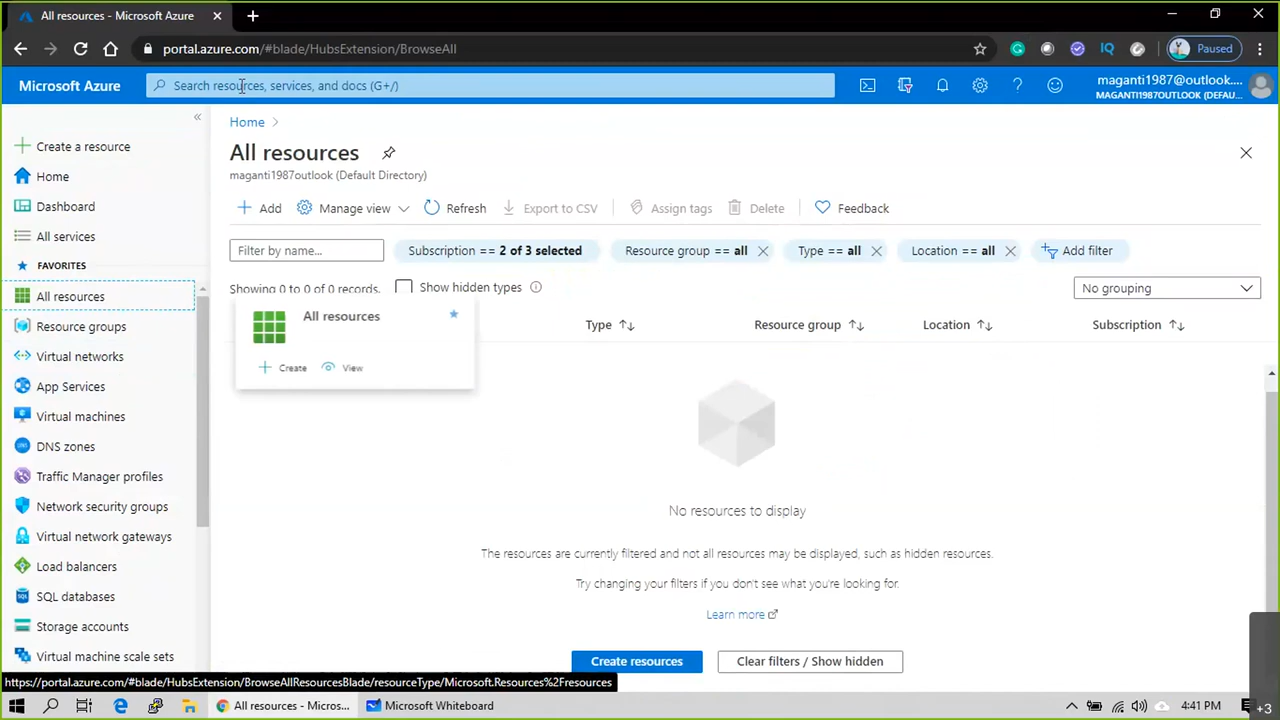 All resources - Microsoft Azure
portal.azure.com/#blade/HubsExtension/BrowseAll
IQ
Paused
Microsoft Azure
Search resources, services, and docs (G+/)
maganti1987@outlook....
MAGANTI1987OUTLOOK (DEFAU...
Home
All resources
maganti1987outlook (Default Directory)
Add
Manage view
Refresh
Export to CSV
Assign tags
Delete
Feedback
Filter by name...
Subscription == 2 of 3 selected
Resource group == all
Type == all
Location == all
Add filter
Showing 0 to 0 of 0 records.
Show hidden types
No grouping
Type
Resource group
Location
Subscription
All resources
Create
View
No resources to display
The resources are currently filtered and not all resources may be displayed, such as hidden resources.
Try changing your filters if you don't see what you're looking for.
Learn more
Create resources
Clear filters / Show hidden
Create a resource
Home
Dashboard
All services
FAVORITES
All resources
Resource groups
Virtual networks
App Services
Virtual machines
DNS zones
Traffic Manager profiles
Network security groups
Virtual network gateways
Load balancers
SQL databases
Storage accounts
Virtual machine scale sets
https://portal.azure.com/#blade/HubsExtension/BrowseAllResourcesBlade/resourceType/Microsoft.Resources%2Fresources
All resources - Micros...
Microsoft Whiteboard
4:41 PM
+3